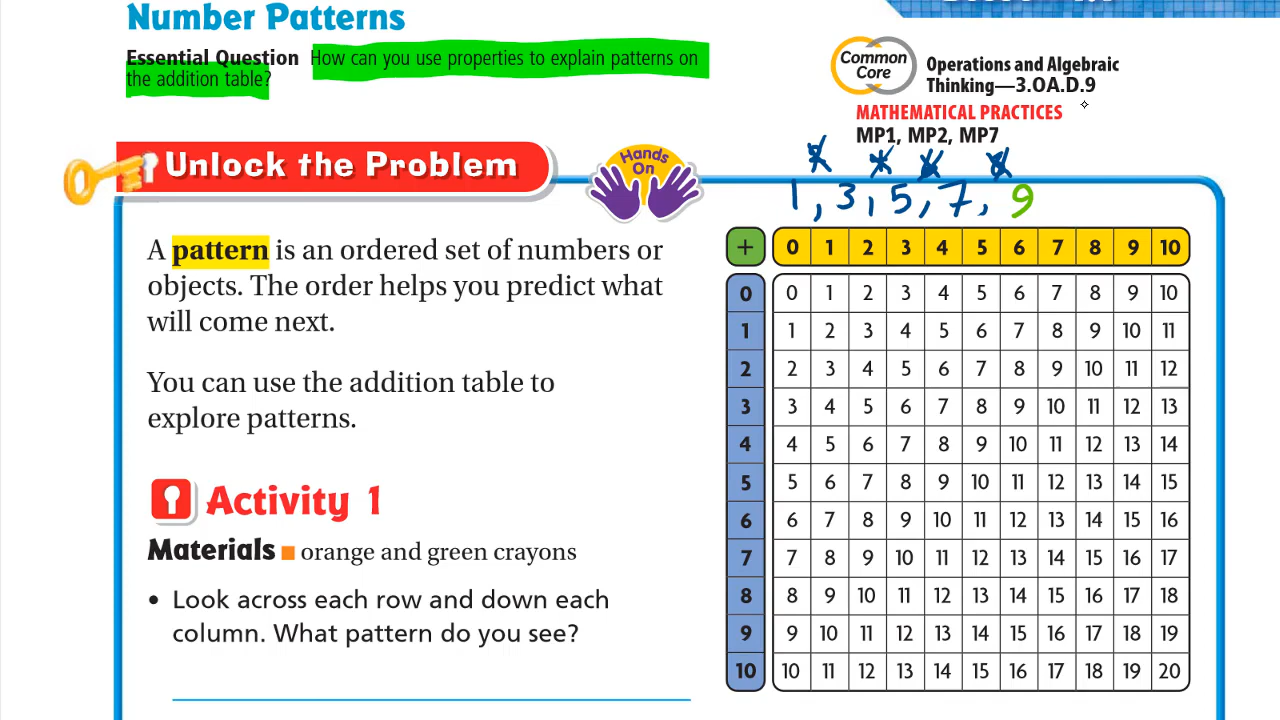 Number Patterns
Essential Question How can you use properties to explain patterns on
the addition table?
Common
Core
Operations and Algebraic
Thinking—3.OA.D.9
MATHEMATICAL PRACTICES
MP1, MP2, MP7
Unlock the Problem
Hands
On
1, 3, 5, 7, 9
A pattern is an ordered set of numbers or
objects. The order helps you predict what
will come next.
You can use the addition table to
explore patterns.
Activity 1
Materials ■ orange and green crayons
• Look across each row and down each
column. What pattern do you see?
+ 0 1 2 3 4 5 6 7 8 9 10
0 0 1 2 3 4 5 6 7 8 9 10
1 1 2 3 4 5 6 7 8 9 10 11
2 2 3 4 5 6 7 8 9 10 11 12
3 3 4 5 6 7 8 9 10 11 12 13
4 4 5 6 7 8 9 10 11 12 13 14
5 5 6 7 8 9 10 11 12 13 14 15
6 6 7 8 9 10 11 12 13 14 15 16
7 7 8 9 10 11 12 13 14 15 16 17
8 8 9 10 11 12 13 14 15 16 17 18
9 9 10 11 12 13 14 15 16 17 18 19
10 10 11 12 13 14 15 16 17 18 19 20